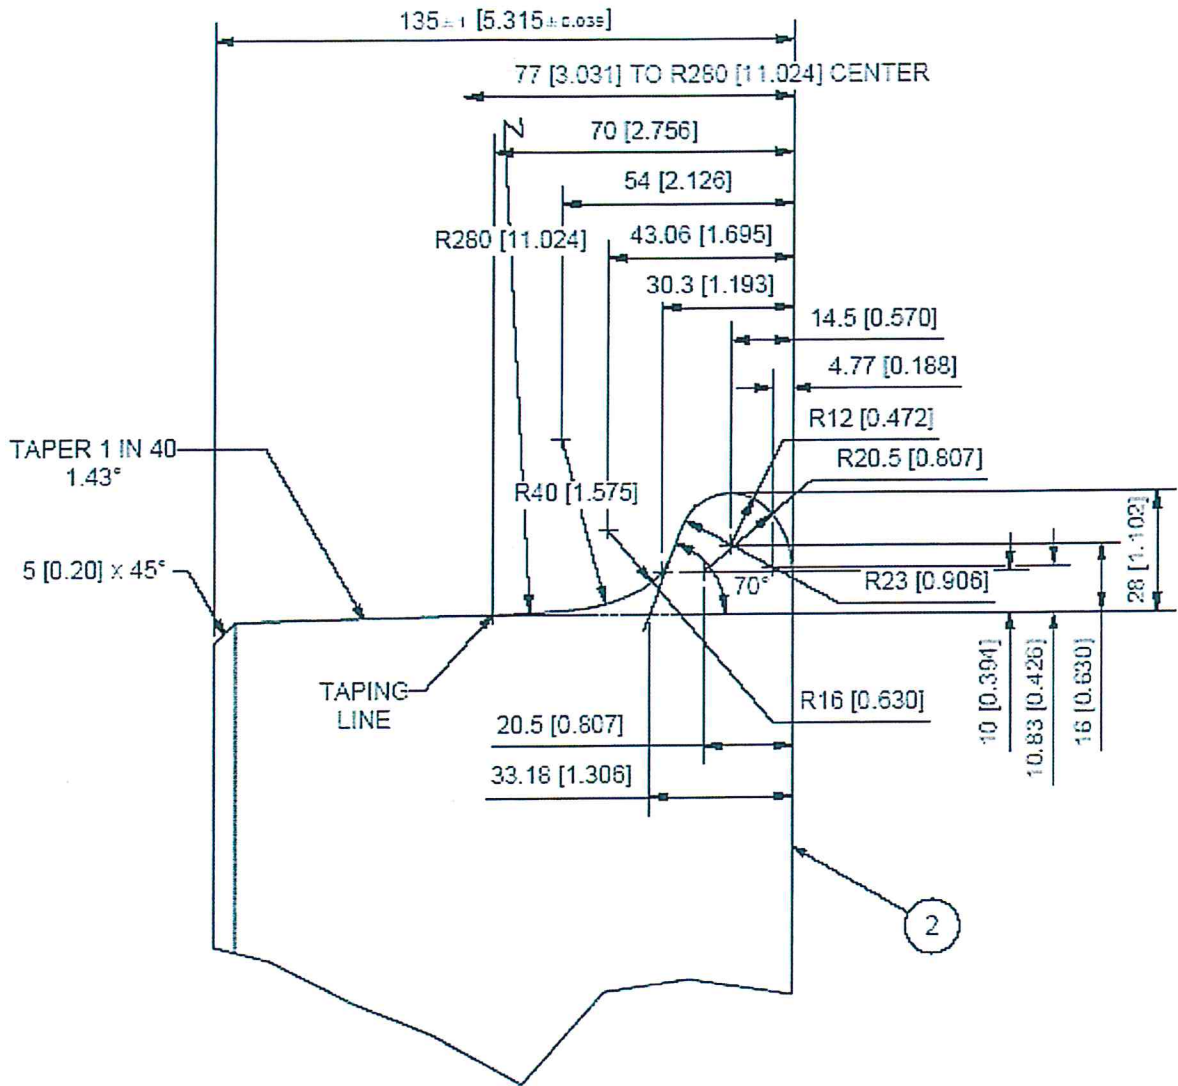 135 ± 1 [5.315 ± 0.039]
77 [3.031] TO R280 [11.024] CENTER
70 [2.756]
54 [2.126]
R280 [11.024]
43.06 [1.695]
30.3 [1.193]
14.5 [0.570]
4.77 [0.188]
R12 [0.472]
TAPER 1 IN 40
1.43°
R20.5 [0.807]
R40 [1.575]
5 [0.20] x 45°
70°
R23 [0.906]
28 [1.102]
TAPING
LINE
R16 [0.630]
10 [0.394]
10.83 [0.426]
16 [0.630]
20.5 [0.807]
33.18 [1.306]
2